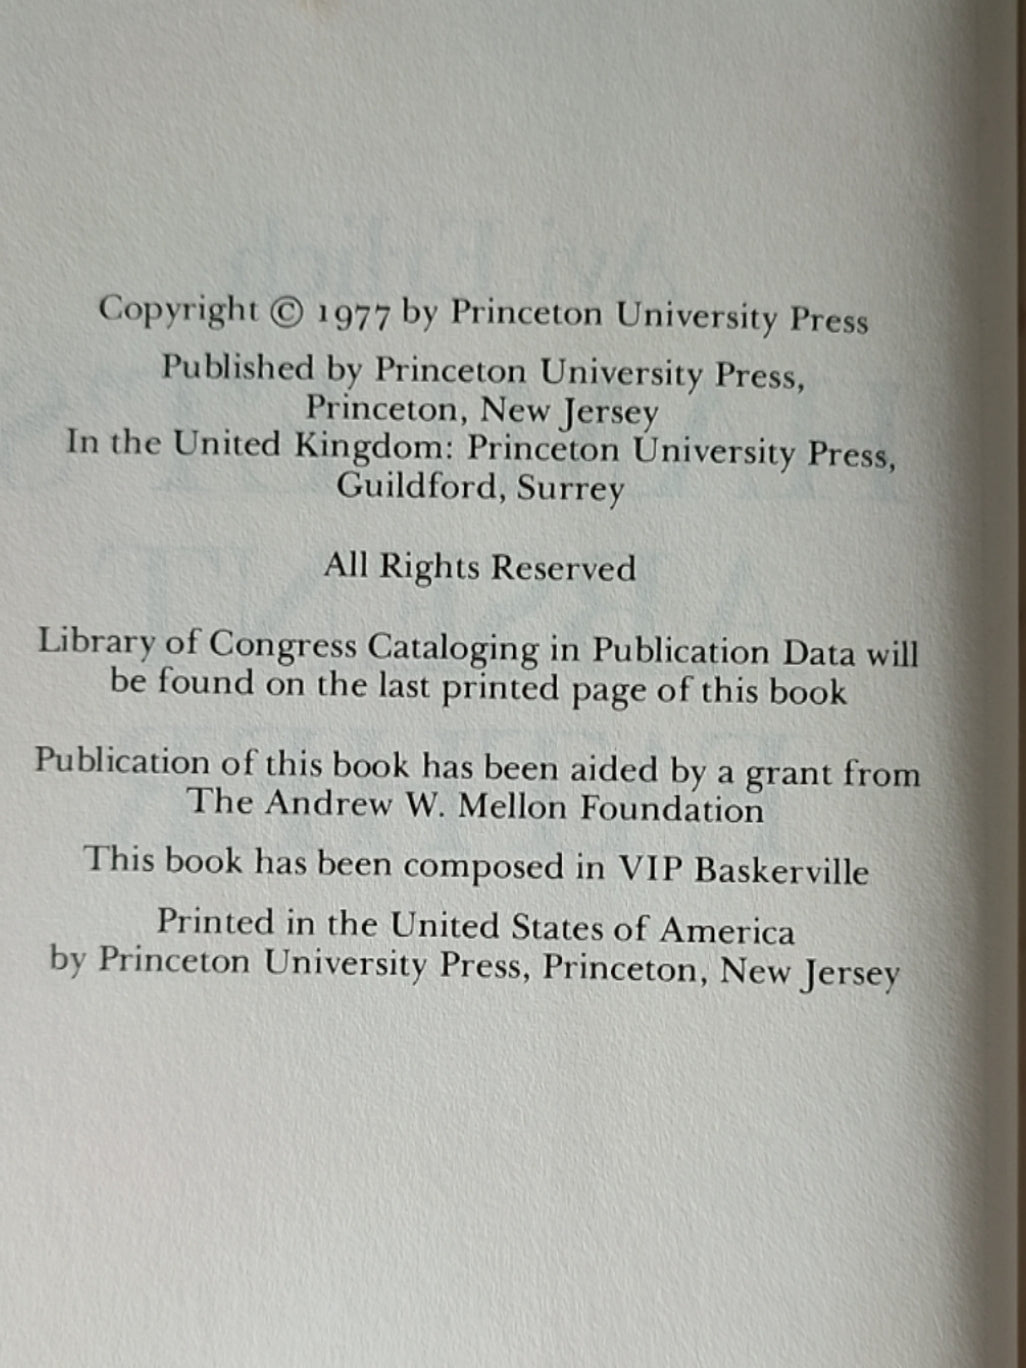 Copyright © 1977 by Princeton University Press
Published by Princeton University Press,
Princeton, New Jersey
In the United Kingdom: Princeton University Press,
Guildford, Surrey
All Rights Reserved
Library of Congress Cataloging in Publication Data will
be found on the last printed page of this book
Publication of this book has been aided by a grant from
The Andrew W. Mellon Foundation
This book has been composed in VIP Baskerville
Printed in the United States of America
by Princeton University Press, Princeton, New Jersey